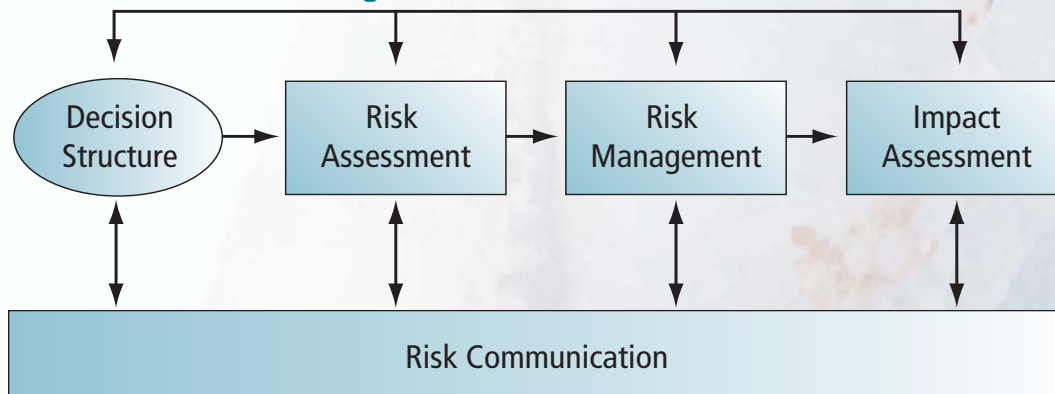 Decision
Structure
Risk
Assessment
Risk
Management
Impact
Assessment
Risk Communication